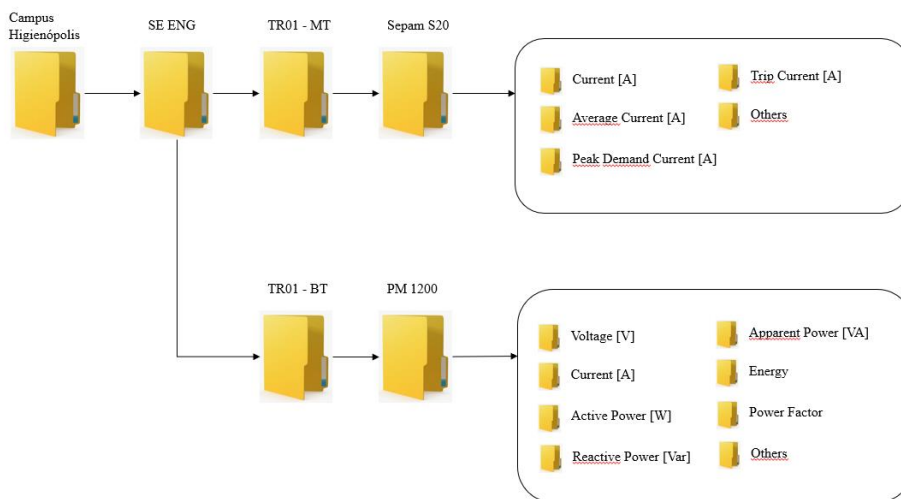 Campus
Higienópolis
SE ENG
TR01 - MT
Sepam S20
Current [A]
Average Current [A]
Peak Demand Current [A]
Trip Current [A]
Others
TR01 - BT
PM 1200
Voltage [V]
Current [A]
Active Power [W]
Reactive Power [Var]
Apparent Power [VA]
Energy
Power Factor
Others